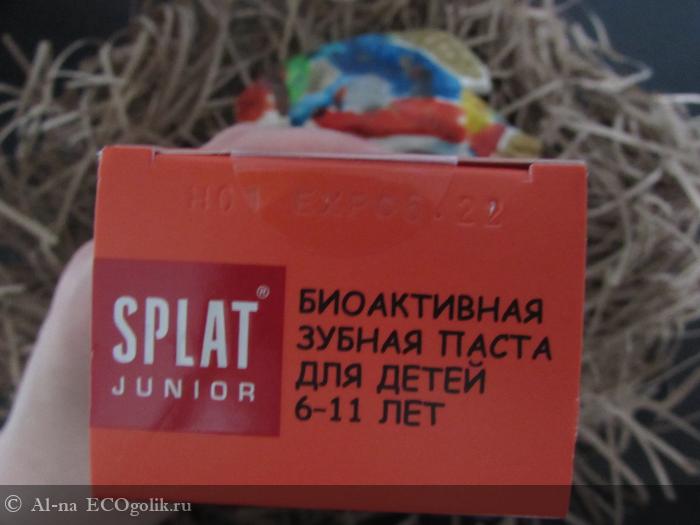 H01 EXP06.22
SPLAT®
JUNIOR
БИОАКТИВНАЯ
ЗУБНАЯ ПАСТА
ДЛЯ ДЕТЕЙ
6-11 ЛЕТ
© Al-na ECOgolik.ru